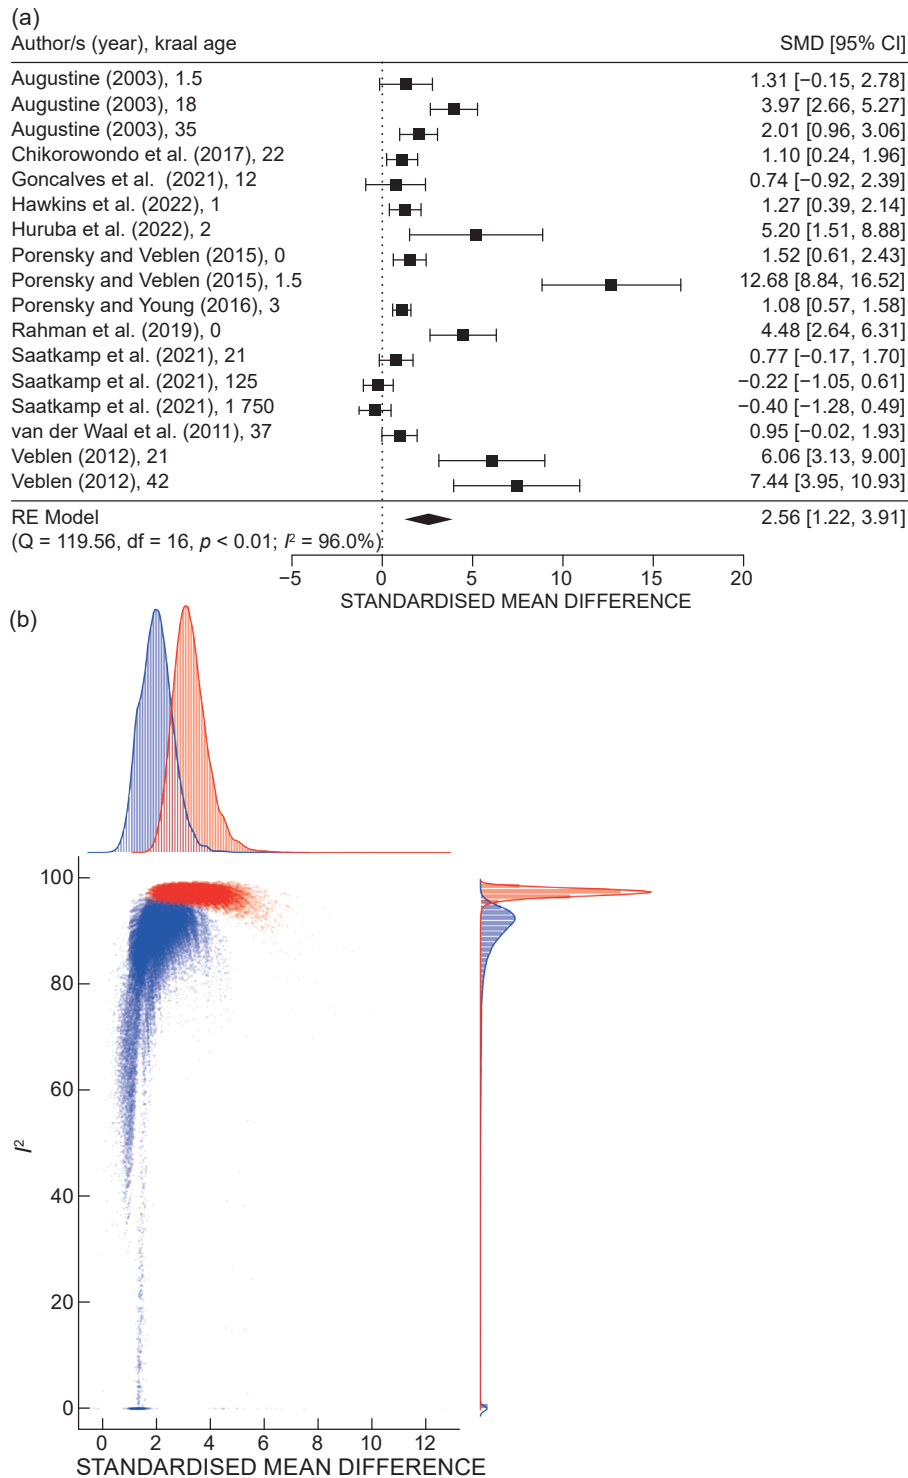 (a)
Author/s (year), kraal age SMD [95% CI]
Augustine (2003), 1.5 1.31 [−0.15, 2.78]
Augustine (2003), 18 3.97 [2.66, 5.27]
Augustine (2003), 35 2.01 [0.96, 3.06]
Chikorowondo et al. (2017), 22 1.10 [0.24, 1.96]
Goncalves et al. (2021), 12 0.74 [−0.92, 2.39]
Hawkins et al. (2022), 1 1.27 [0.39, 2.14]
Huruba et al. (2022), 2 5.20 [1.51, 8.88]
Porensky and Veblen (2015), 0 1.52 [0.61, 2.43]
Porensky and Veblen (2015), 1.5 12.68 [8.84, 16.52]
Porensky and Young (2016), 3 1.08 [0.57, 1.58]
Rahman et al. (2019), 0 4.48 [2.64, 6.31]
Saatkamp et al. (2021), 21 0.77 [−0.17, 1.70]
Saatkamp et al. (2021), 125 −0.22 [−1.05, 0.61]
Saatkamp et al. (2021), 1 750 −0.40 [−1.28, 0.49]
van der Waal et al. (2011), 37 0.95 [−0.02, 1.93]
Veblen (2012), 21 6.06 [3.13, 9.00]
Veblen (2012), 42 7.44 [3.95, 10.93]
RE Model 2.56 [1.22, 3.91]
(Q = 119.56, df = 16, p < 0.01; I² = 96.0%)
−5 0 5 10 15 20
STANDARDISED MEAN DIFFERENCE
(b)
100
80
60
I²
40
20
0
0 2 4 6 8 10 12
STANDARDISED MEAN DIFFERENCE